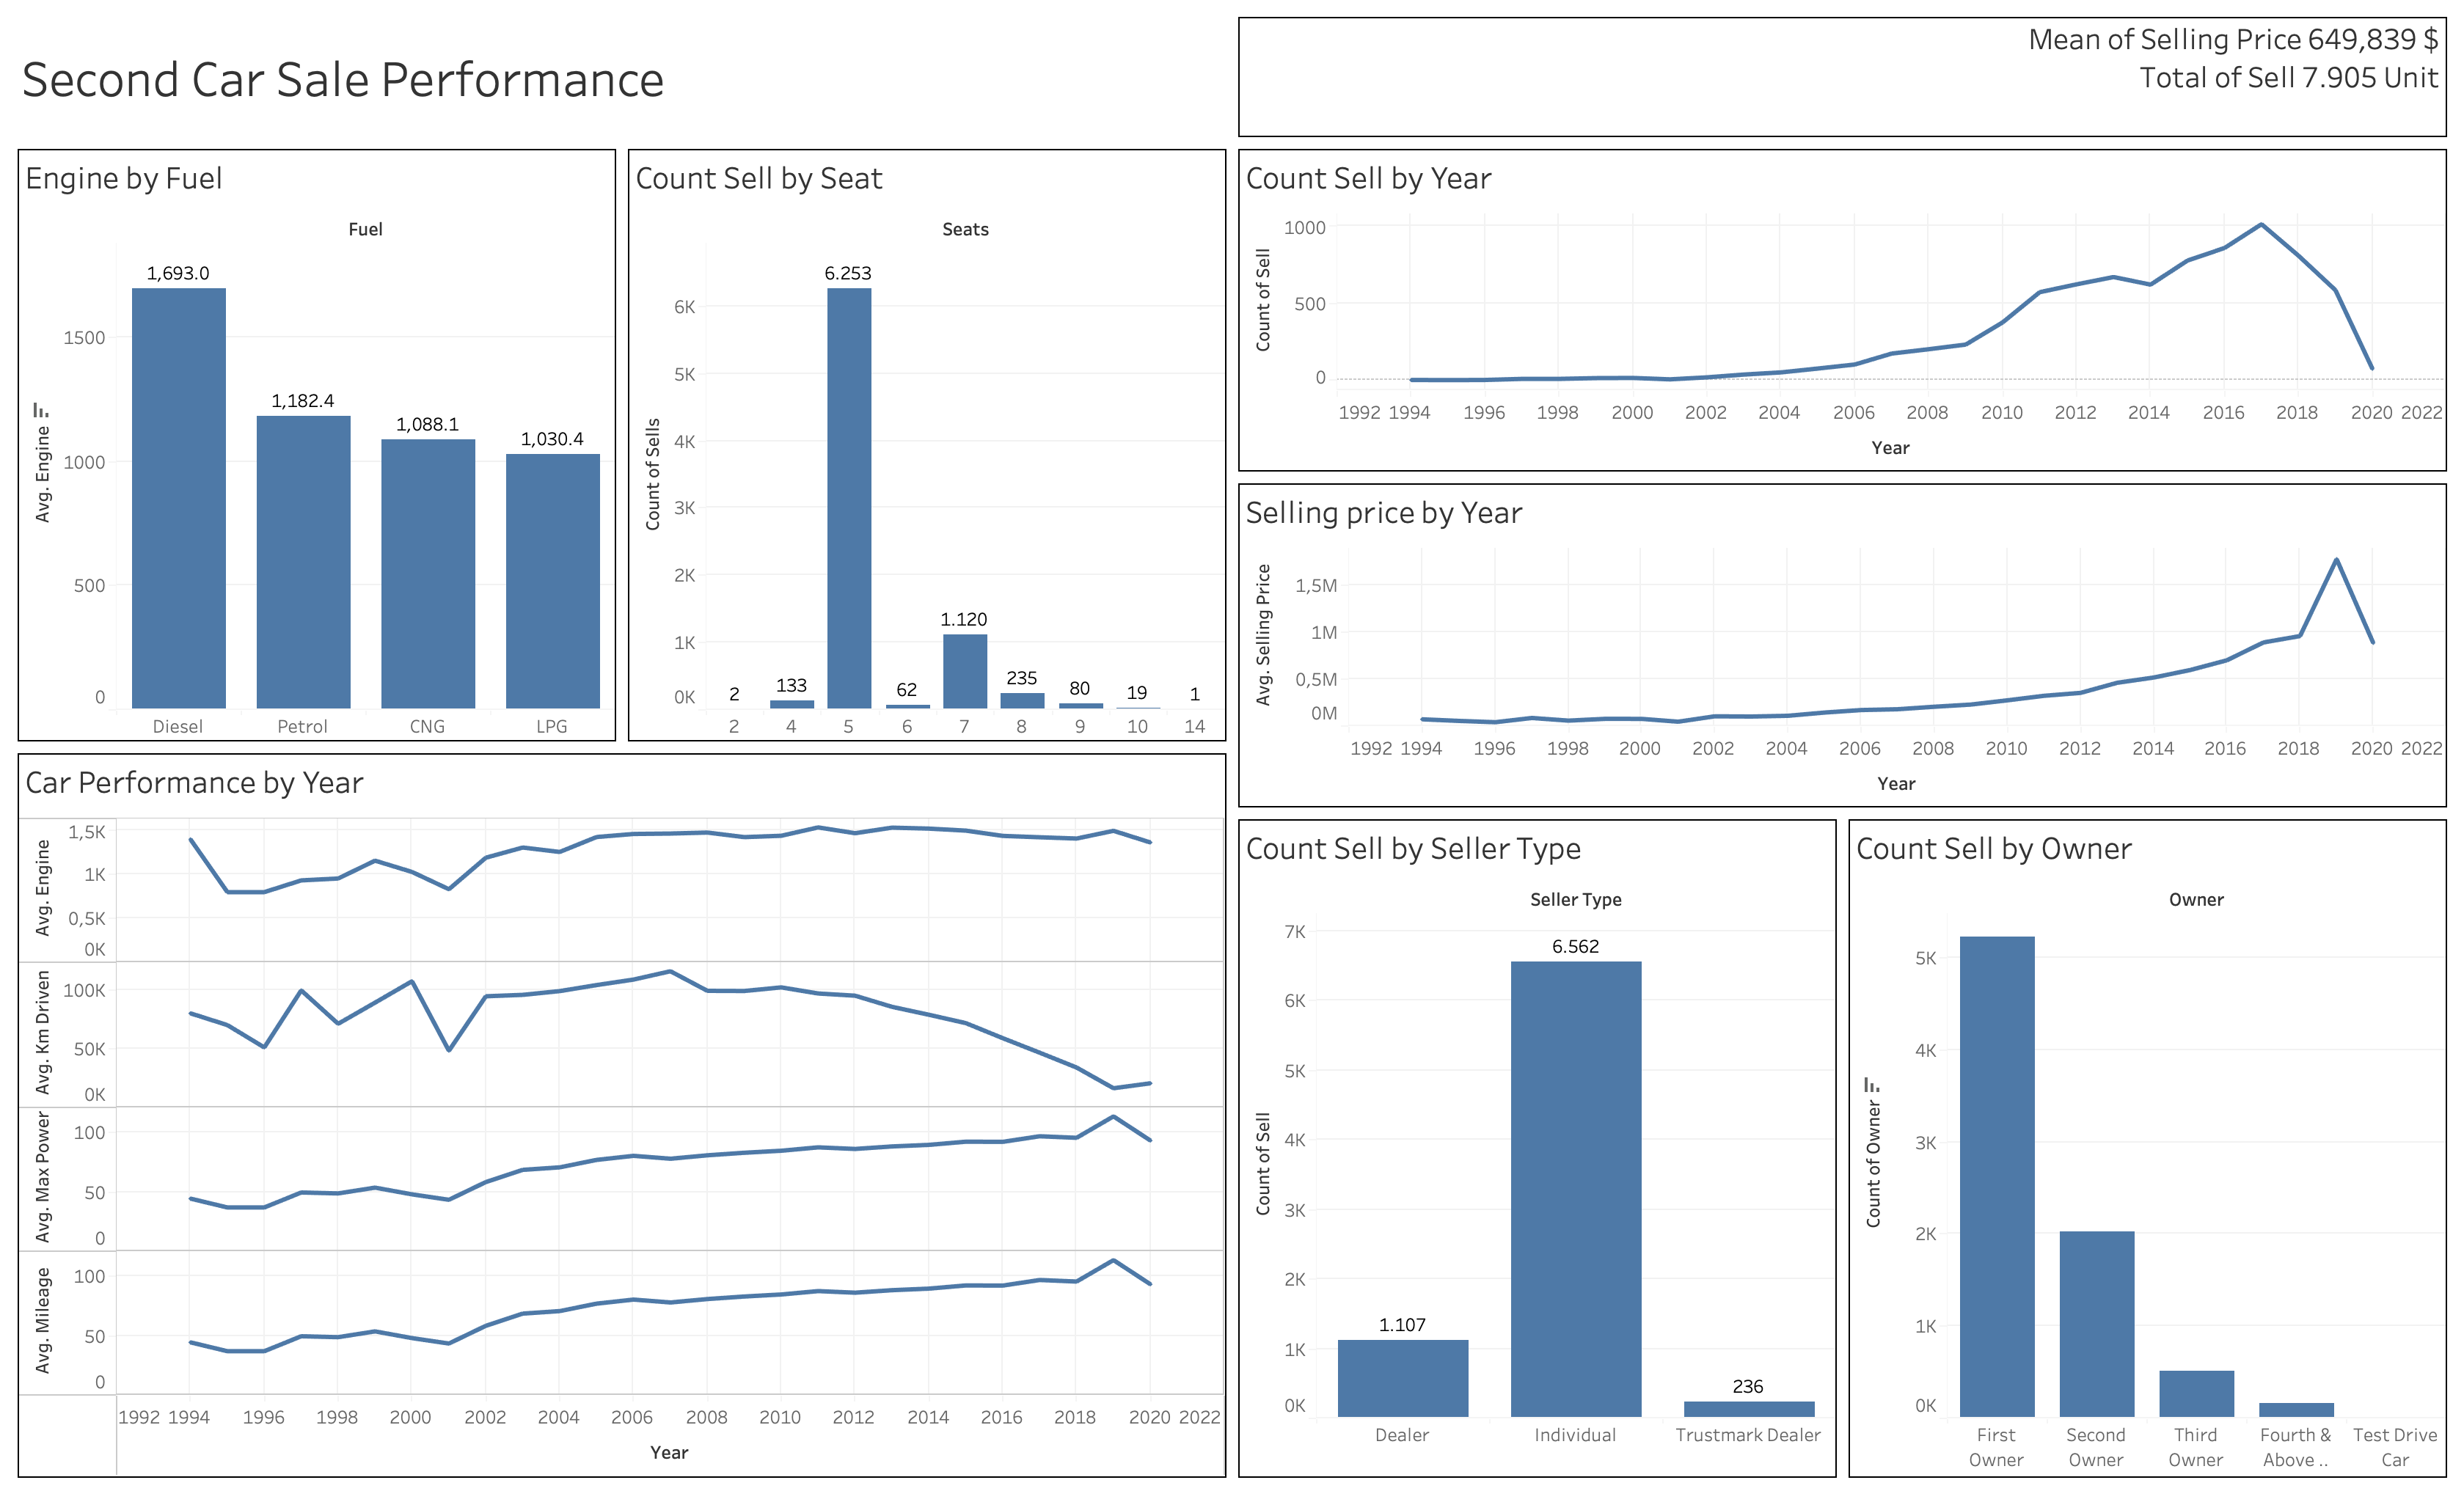 Second Car Sale Performance
Mean of Selling Price 649,839 $
Total of Sell 7.905 Unit
Engine by Fuel
Fuel
Avg. Engine
1500
1000
500
0
1,693.0
1,182.4
1,088.1
1,030.4
Diesel Petrol CNG LPG
Count Sell by Seat
Seats
Count of Sells
6K
5K
4K
3K
2K
1K
0K
2 133 6.253 62 1.120 235 80 19 1
2 4 5 6 7 8 9 10 14
Count Sell by Year
Count of Sell
1000
500
0
1992 1994 1996 1998 2000 2002 2004 2006 2008 2010 2012 2014 2016 2018 2020 2022
Year
Selling price by Year
Avg. Selling Price
1,5M
1M
0,5M
0M
1992 1994 1996 1998 2000 2002 2004 2006 2008 2010 2012 2014 2016 2018 2020 2022
Year
Car Performance by Year
Avg. Engine
1,5K
1K
0,5K
0K
Avg. Km Driven
100K
50K
0K
Avg. Max Power
100
50
0
Avg. Mileage
100
50
0
1992 1994 1996 1998 2000 2002 2004 2006 2008 2010 2012 2014 2016 2018 2020 2022
Year
Count Sell by Seller Type
Seller Type
Count of Sell
7K
6K
5K
4K
3K
2K
1K
0K
1.107
6.562
236
Dealer Individual Trustmark Dealer
Count Sell by Owner
Owner
Count of Owner
5K
4K
3K
2K
1K
0K
First Owner
Second Owner
Third Owner
Fourth & Above ..
Test Drive Car